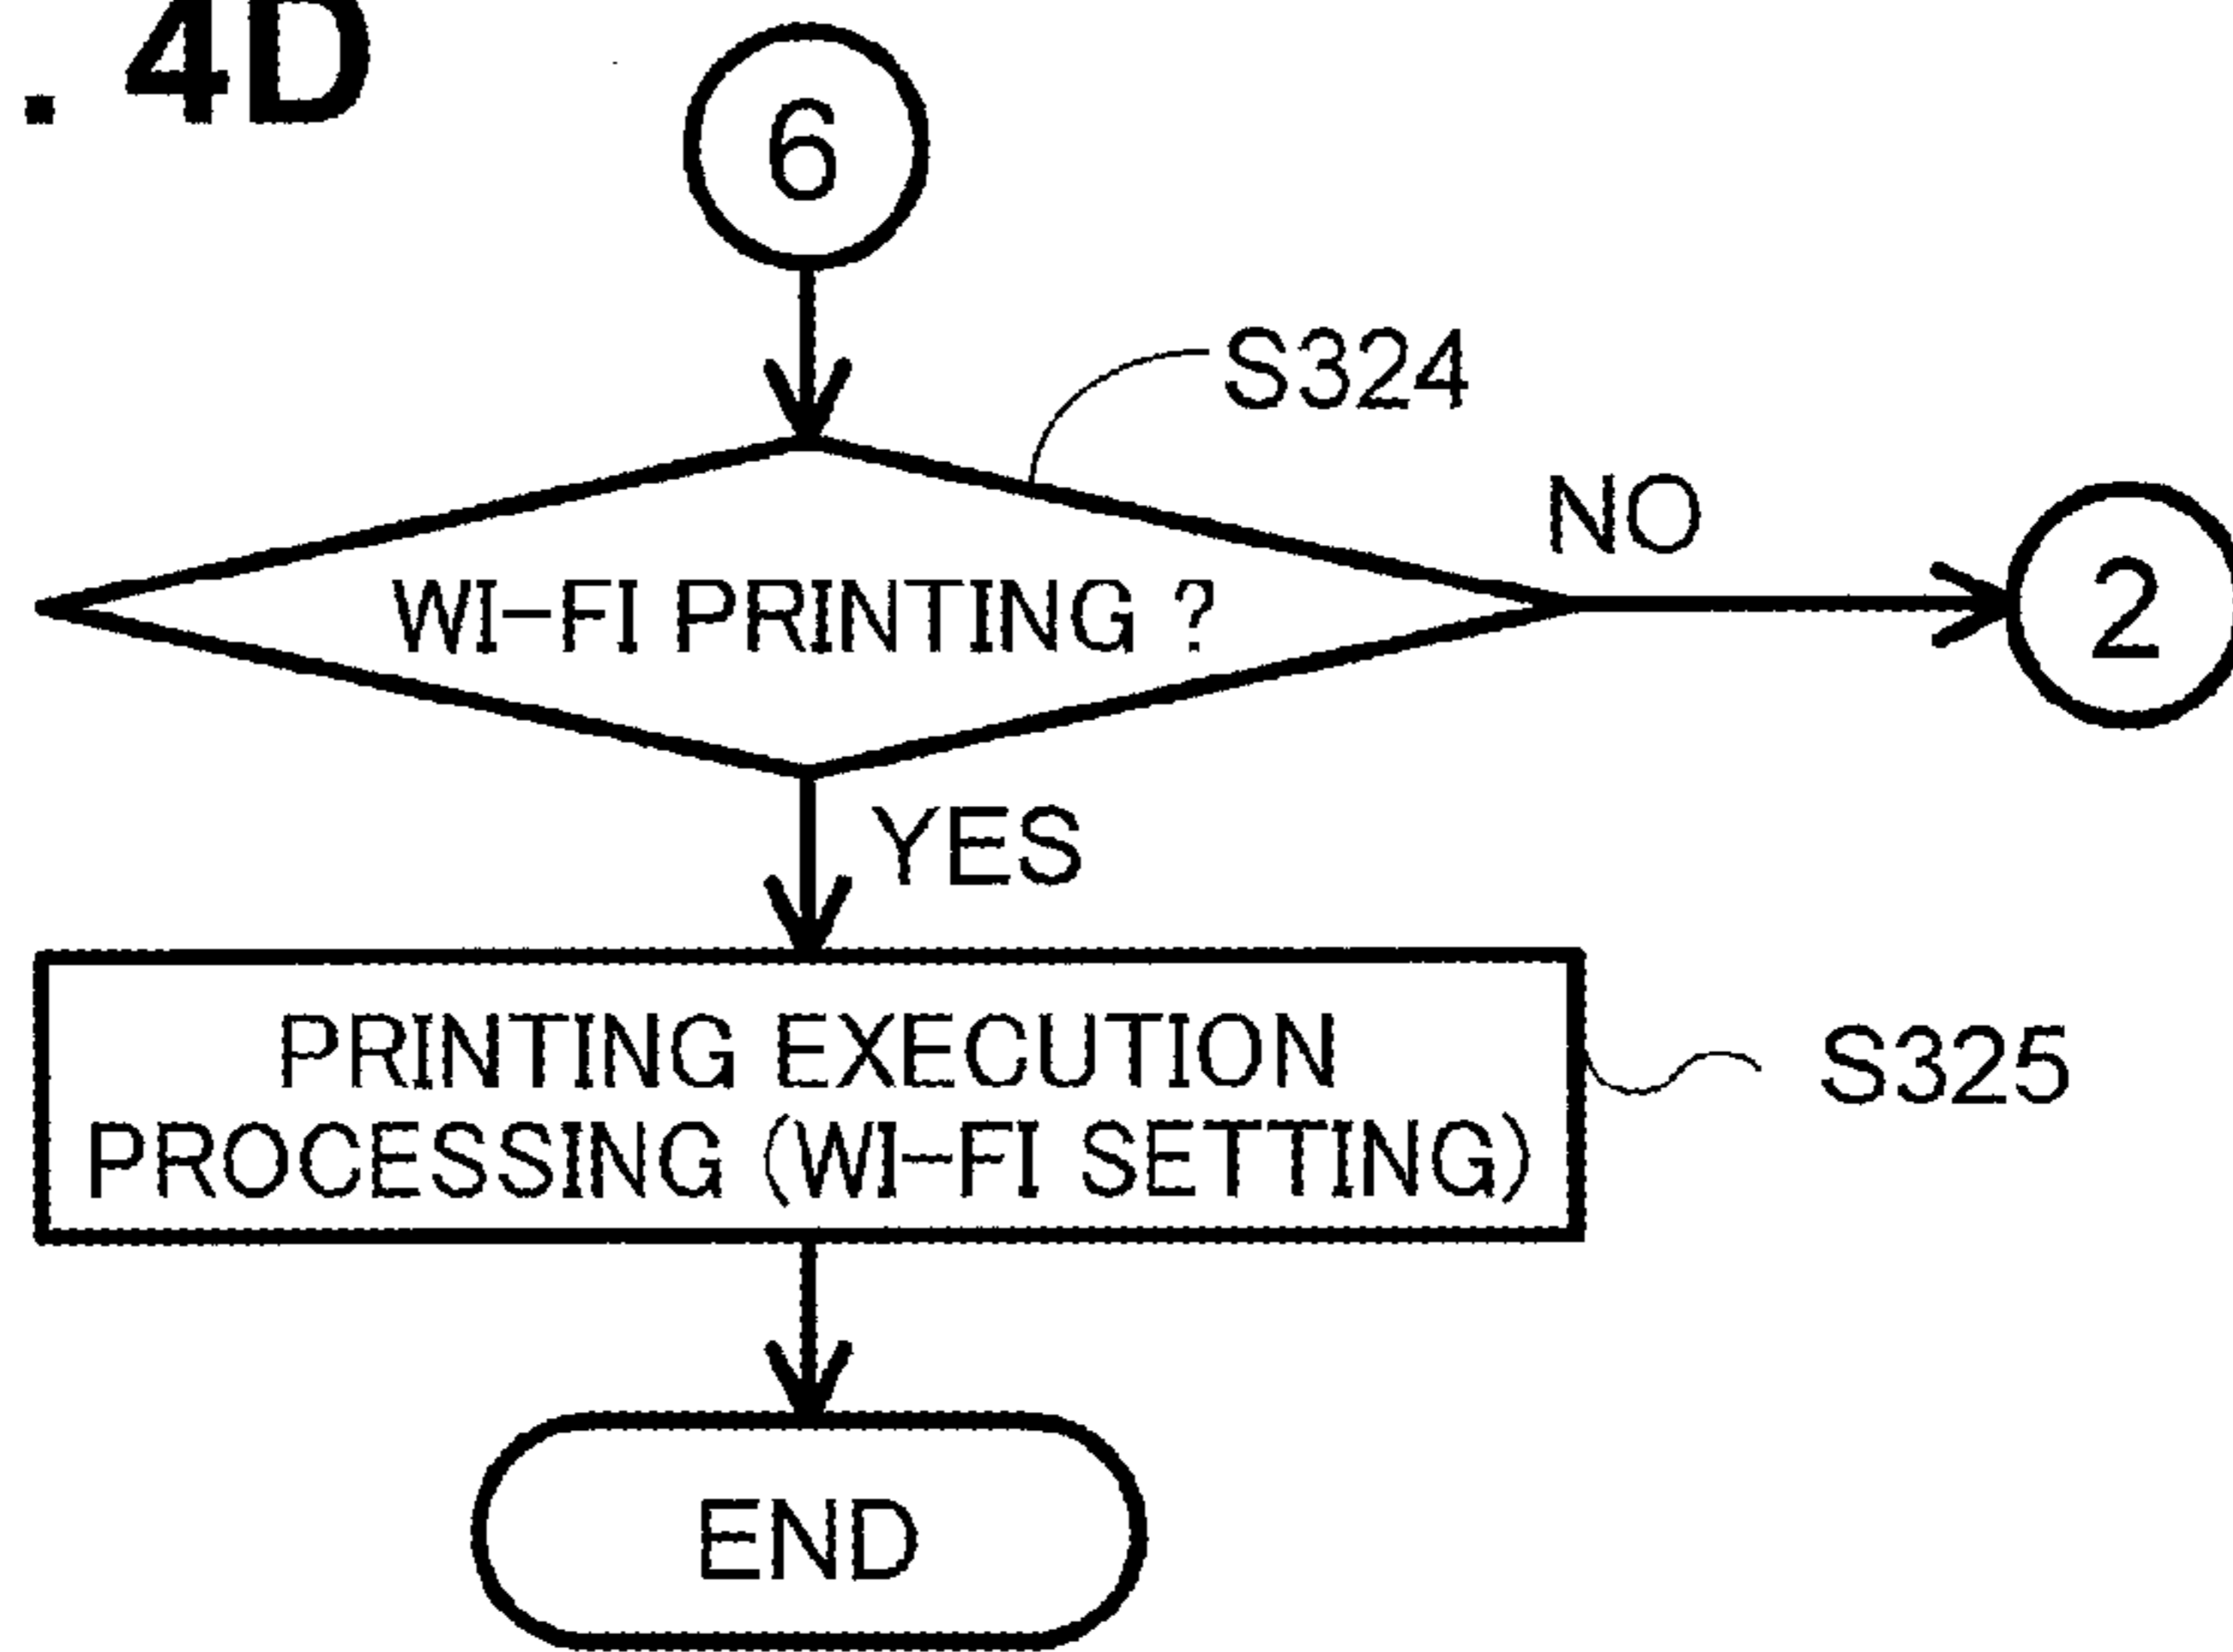 . 4D
6
S324
NO
WI-FI PRINTING ?
2
YES
PRINTING EXECUTION
PROCESSING (WI-FI SETTING)
S325
END